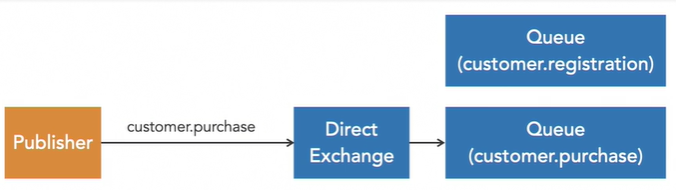 Queue
(customer.registration)
Publisher
customer.purchase
Direct
Exchange
Queue
(customer.purchase)